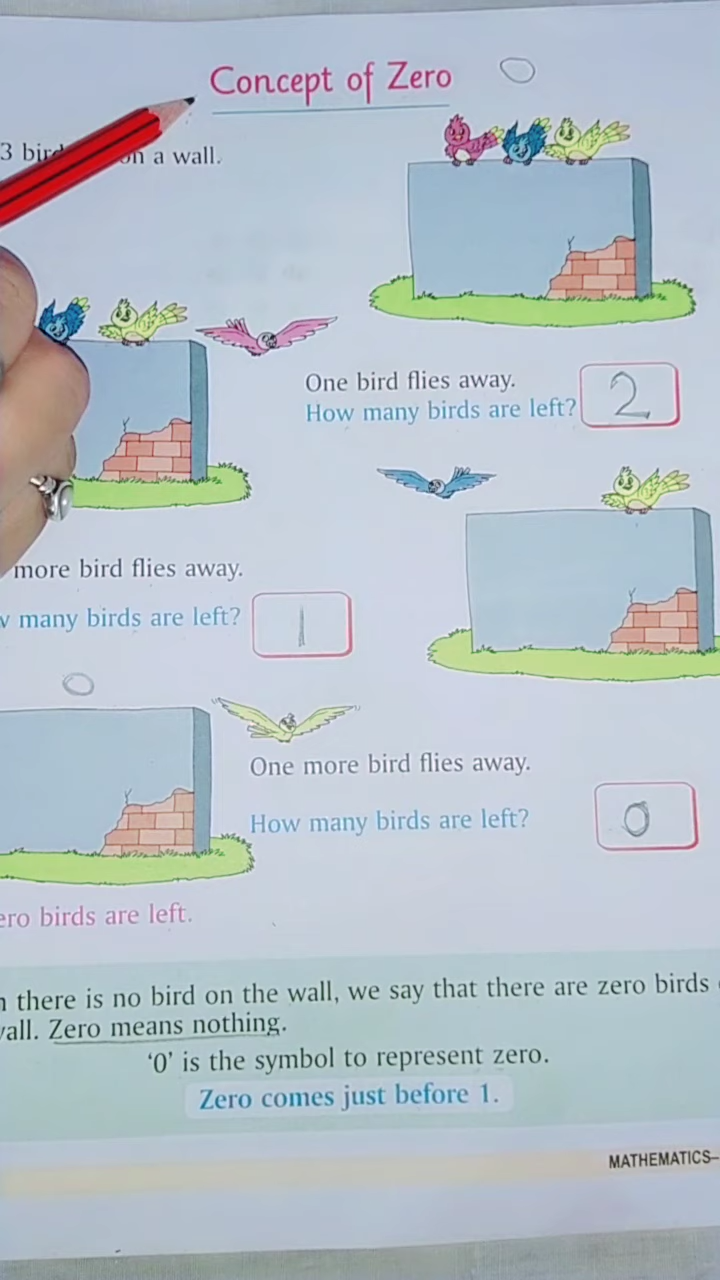 Concept of Zero 0
3 on a wall.
One bird flies away.
How many birds are left? 2
more bird flies away.
many birds are left? 1
0
One more bird flies away.
How many birds are left? 0
birds are left.
there is no bird on the wall, we say that there are zero birds
Zero means nothing.
‘0’ is the symbol to represent zero.
Zero comes just before 1.
MATHEMATICS–